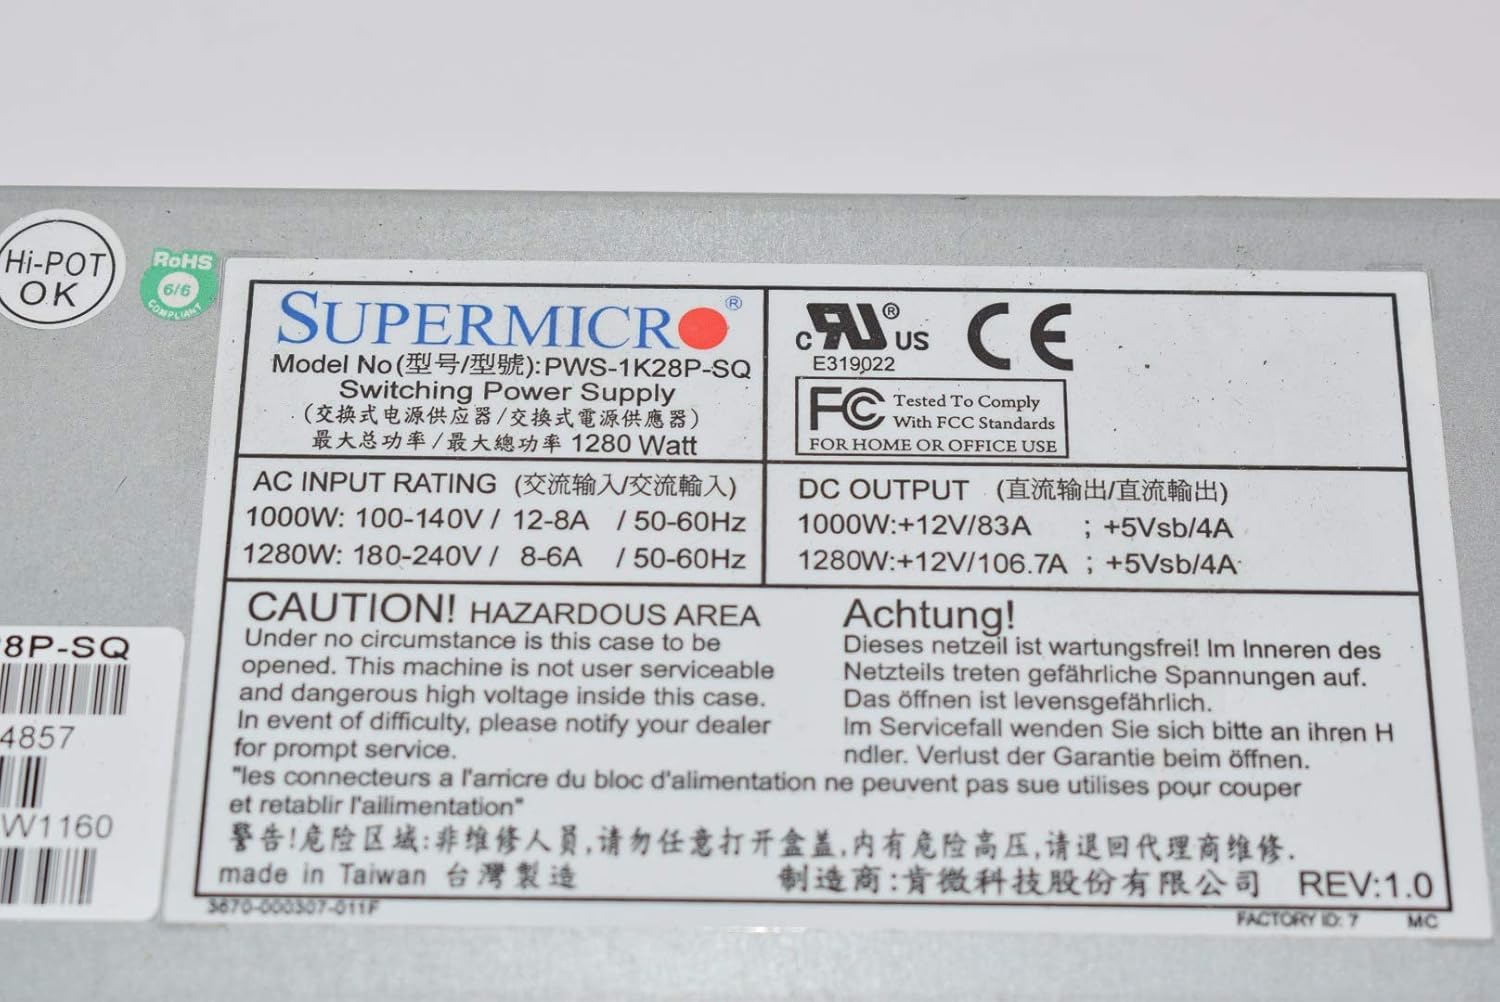 Hi-POT
OK
RoHS
6/6
COMPLIANT
SUPERMICRO®
Model No(型号/型號):PWS-1K28P-SQ
Switching Power Supply
(交换式电源供应器/交換式電源供應器)
最大总功率/最大總功率 1280 Watt
c RU® US
E319022
CE
FC Tested To Comply
With FCC Standards
FOR HOME OR OFFICE USE
AC INPUT RATING (交流输入/交流輸入)
1000W: 100-140V / 12-8A / 50-60Hz
1280W: 180-240V / 8-6A / 50-60Hz
DC OUTPUT (直流输出/直流輸出)
1000W:+12V/83A ; +5Vsb/4A
1280W:+12V/106.7A ; +5Vsb/4A
CAUTION! HAZARDOUS AREA
Under no circumstance is this case to be
opened. This machine is not user serviceable
and dangerous high voltage inside this case.
In event of difficulty, please notify your dealer
for prompt service.
Achtung!
Dieses netzeil ist wartungsfrei! Im Inneren des
Netzteils treten gefährliche Spannungen auf.
Das öffnen ist levensgefährlich.
Im Servicefall wenden Sie sich bitte an ihren H
ndler. Verlust der Garantie beim öffnen.
"les connecteurs a l'arricre du bloc d'alimentation ne peuvent pas sue utilises pour couper
et retablir l'ailimentation"
警告!危险区域:非维修人员,请勿任意打开盒盖,内有危险高压,请退回代理商维修.
made in Taiwan 台灣製造
制造商:肯微科技股份有限公司 REV:1.0
3670-000307-011F
FACTORY ID: 7 MC
28P-SQ
4857
W1160